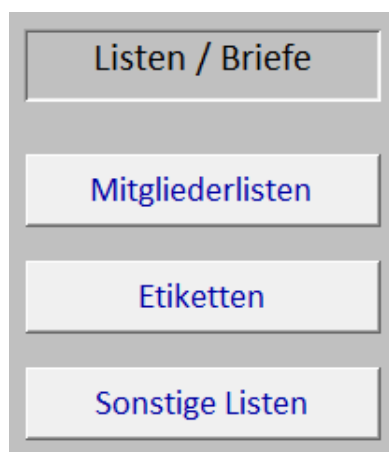 Listen / Briefe
Mitgliederlisten
Etiketten
Sonstige Listen